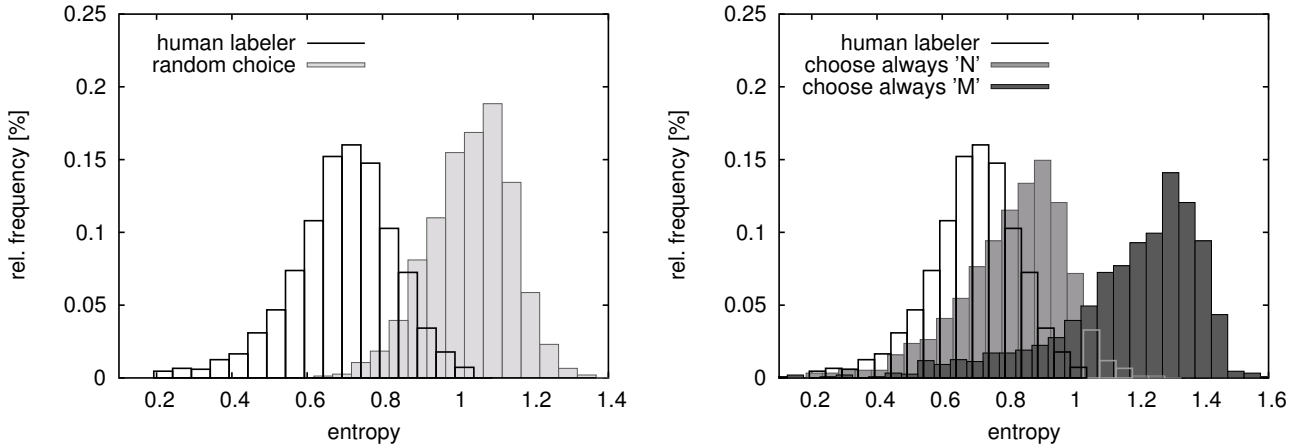 0.25
0.2
0.15
0.1
0.05
0
rel. frequency [%]
human labeler
random choice
0.2 0.4 0.6 0.8 1 1.2 1.4
entropy
0.25
0.2
0.15
0.1
0.05
0
rel. frequency [%]
human labeler
choose always 'N'
choose always 'M'
0.2 0.4 0.6 0.8 1 1.2 1.4 1.6
entropy